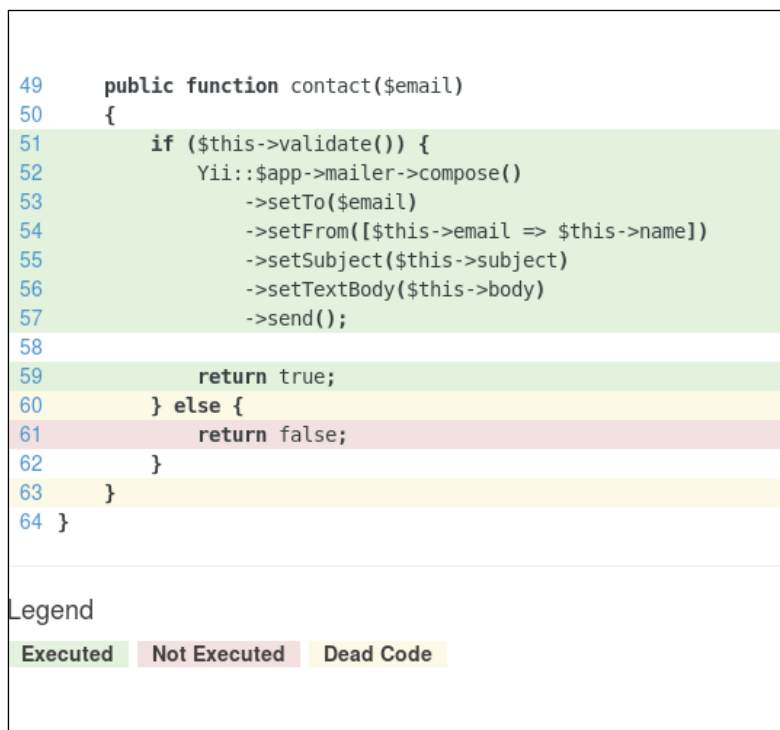 49 public function contact($email)
50 {
51 if ($this->validate()) {
52 Yii::$app->mailer->compose()
53 ->setTo($email)
54 ->setFrom([$this->email => $this->name])
55 ->setSubject($this->subject)
56 ->setTextBody($this->body)
57 ->send();
58
59 return true;
60 } else {
61 return false;
62 }
63 }
64 }
Legend
Executed Not Executed Dead Code